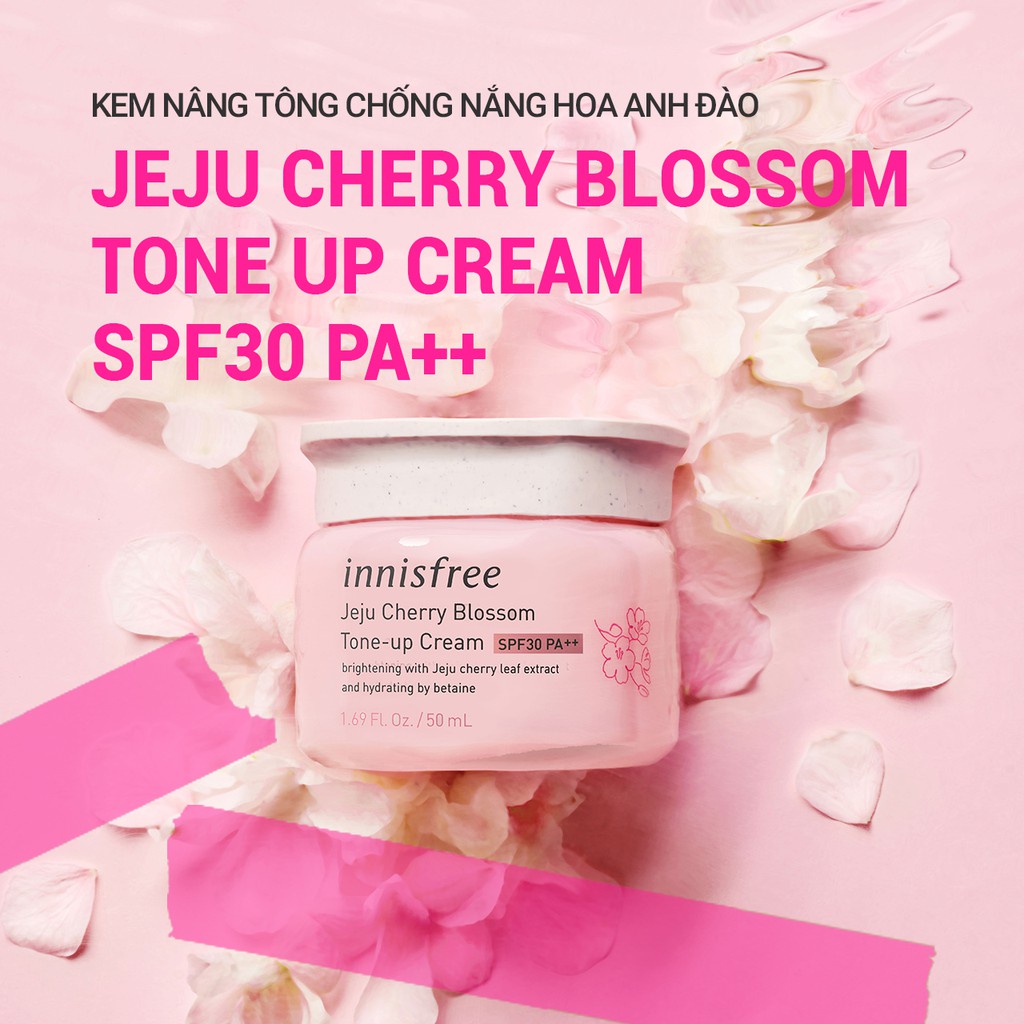 KEM NÂNG TÔNG CHỐNG NẮNG HOA ANH ĐÀO
JEJU CHERRY BLOSSOM
TONE UP CREAM
SPF30 PA++
innisfree
Jeju Cherry Blossom
Tone-up Cream SPF30 PA++
brightening with Jeju cherry leaf extract
and hydrating by betaine
1.69 Fl. Oz. / 50 mL